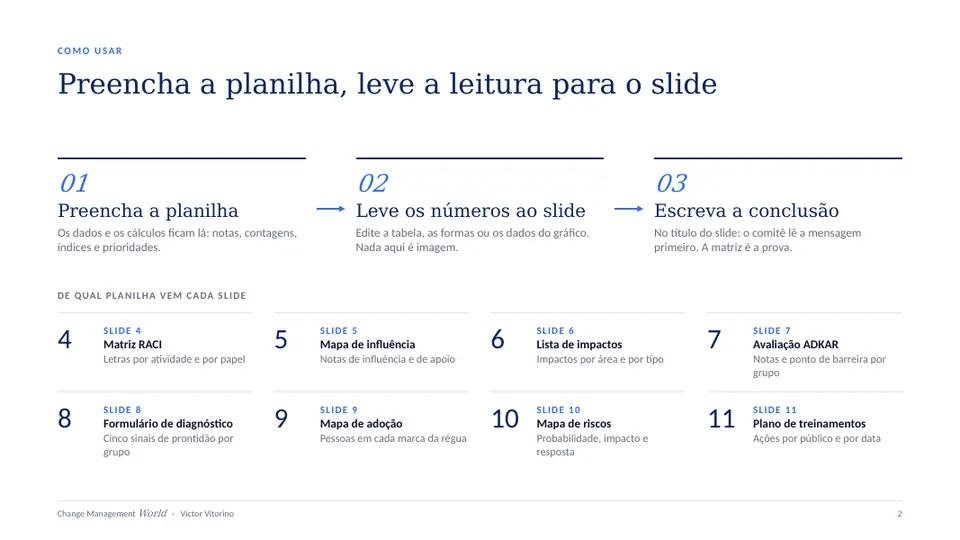 COMO USAR
Preencha a planilha, leve a leitura para o slide
01
Preencha a planilha
Os dados e os cálculos ficam lá: notas, contagens,
índices e prioridades.
02
Leve os números ao slide
Edite a tabela, as formas ou os dados do gráfico.
Nada aqui é imagem.
03
Escreva a conclusão
No título do slide: o comitê lê a mensagem
primeiro. A matriz é a prova.
DE QUAL PLANILHA VEM CADA SLIDE
4
SLIDE 4
Matriz RACI
Letras por atividade e por papel
5
SLIDE 5
Mapa de influência
Notas de influência e de apoio
6
SLIDE 6
Lista de impactos
Impactos por área e por tipo
7
SLIDE 7
Avaliação ADKAR
Notas e ponto de barreira por
grupo
8
SLIDE 8
Formulário de diagnóstico
Cinco sinais de prontidão por
grupo
9
SLIDE 9
Mapa de adoção
Pessoas em cada marca da régua
10
SLIDE 10
Mapa de riscos
Probabilidade, impacto e
resposta
11
SLIDE 11
Plano de treinamentos
Ações por público e por data
Change Management World · Victor Vitorino
2